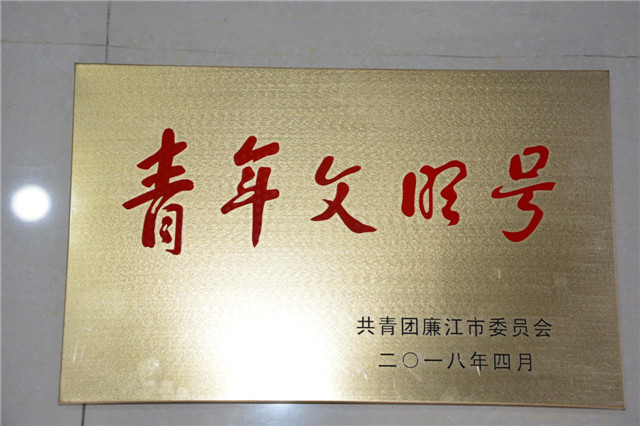 青年文明号
共青团廉江市委员会
二〇一八年四月